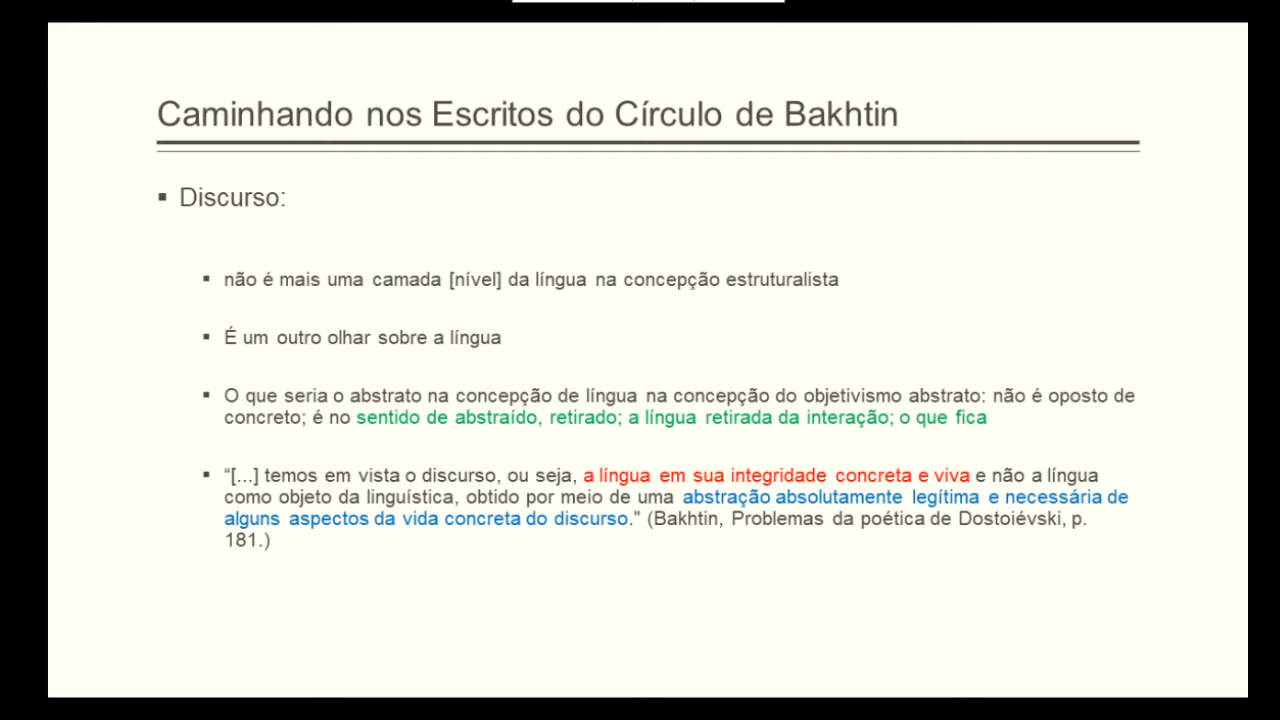 Caminhando nos Escritos do Círculo de Bakhtin
▪ Discurso:
▪ não é mais uma camada [nível] da língua na concepção estruturalista
▪ É um outro olhar sobre a língua
▪ O que seria o abstrato na concepção de língua na concepção do objetivismo abstrato: não é oposto de
concreto; é no sentido de abstraído, retirado; a língua retirada da interação; o que fica
▪ “[...] temos em vista o discurso, ou seja, a língua em sua integridade concreta e viva e não a língua
como objeto da linguística, obtido por meio de uma abstração absolutamente legítima e necessária de
alguns aspectos da vida concreta do discurso." (Bakhtin, Problemas da poética de Dostoiévski, p.
181.)